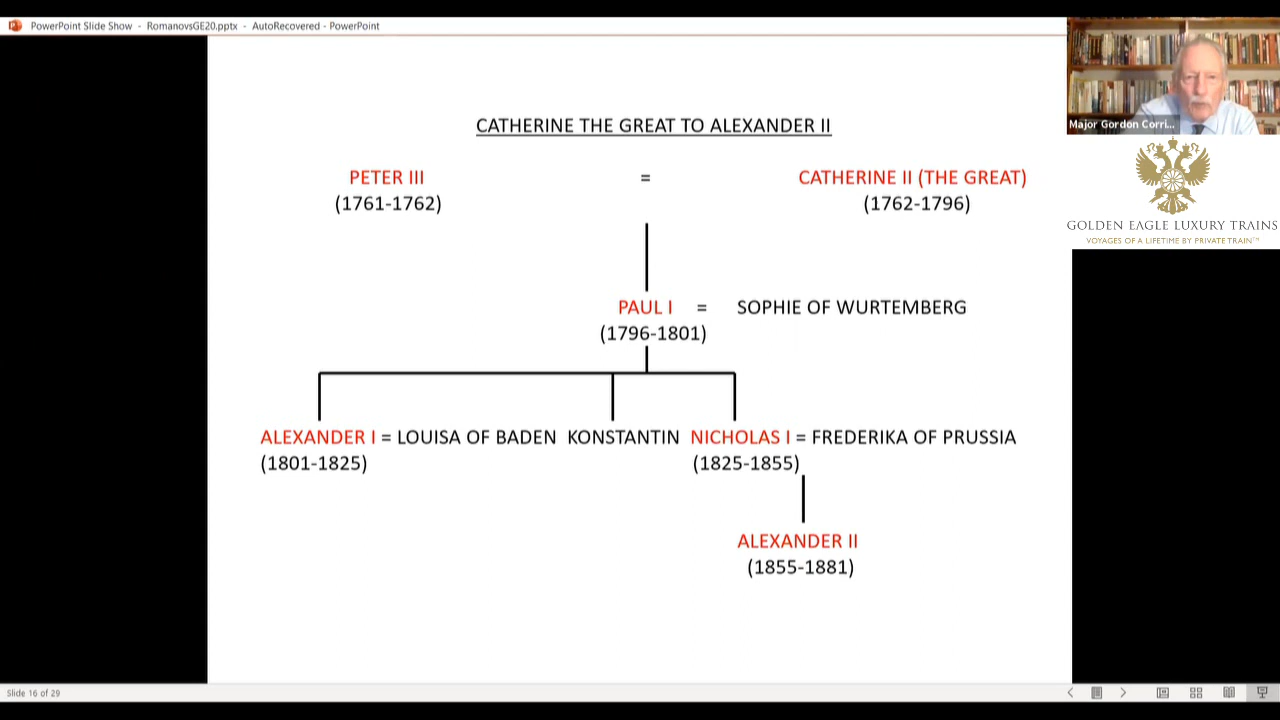 PowerPoint Slide Show - RomanovsGE20.pptx - AutoRecovered - PowerPoint
Major Gordon Corri...
GOLDEN EAGLE LUXURY TRAINS
VOYAGES OF A LIFETIME BY PRIVATE TRAIN™
CATHERINE THE GREAT TO ALEXANDER II
PETER III = CATHERINE II (THE GREAT)
(1761-1762) (1762-1796)
PAUL I = SOPHIE OF WURTEMBERG
(1796-1801)
ALEXANDER I = LOUISA OF BADEN KONSTANTIN NICHOLAS I = FREDERIKA OF PRUSSIA
(1801-1825) (1825-1855)
ALEXANDER II
(1855-1881)
Slide 16 of 29